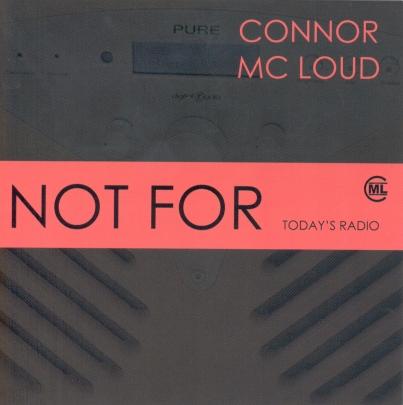 PURE
CONNOR
MC LOUD
NOT FOR
TODAY'S RADIO
CML